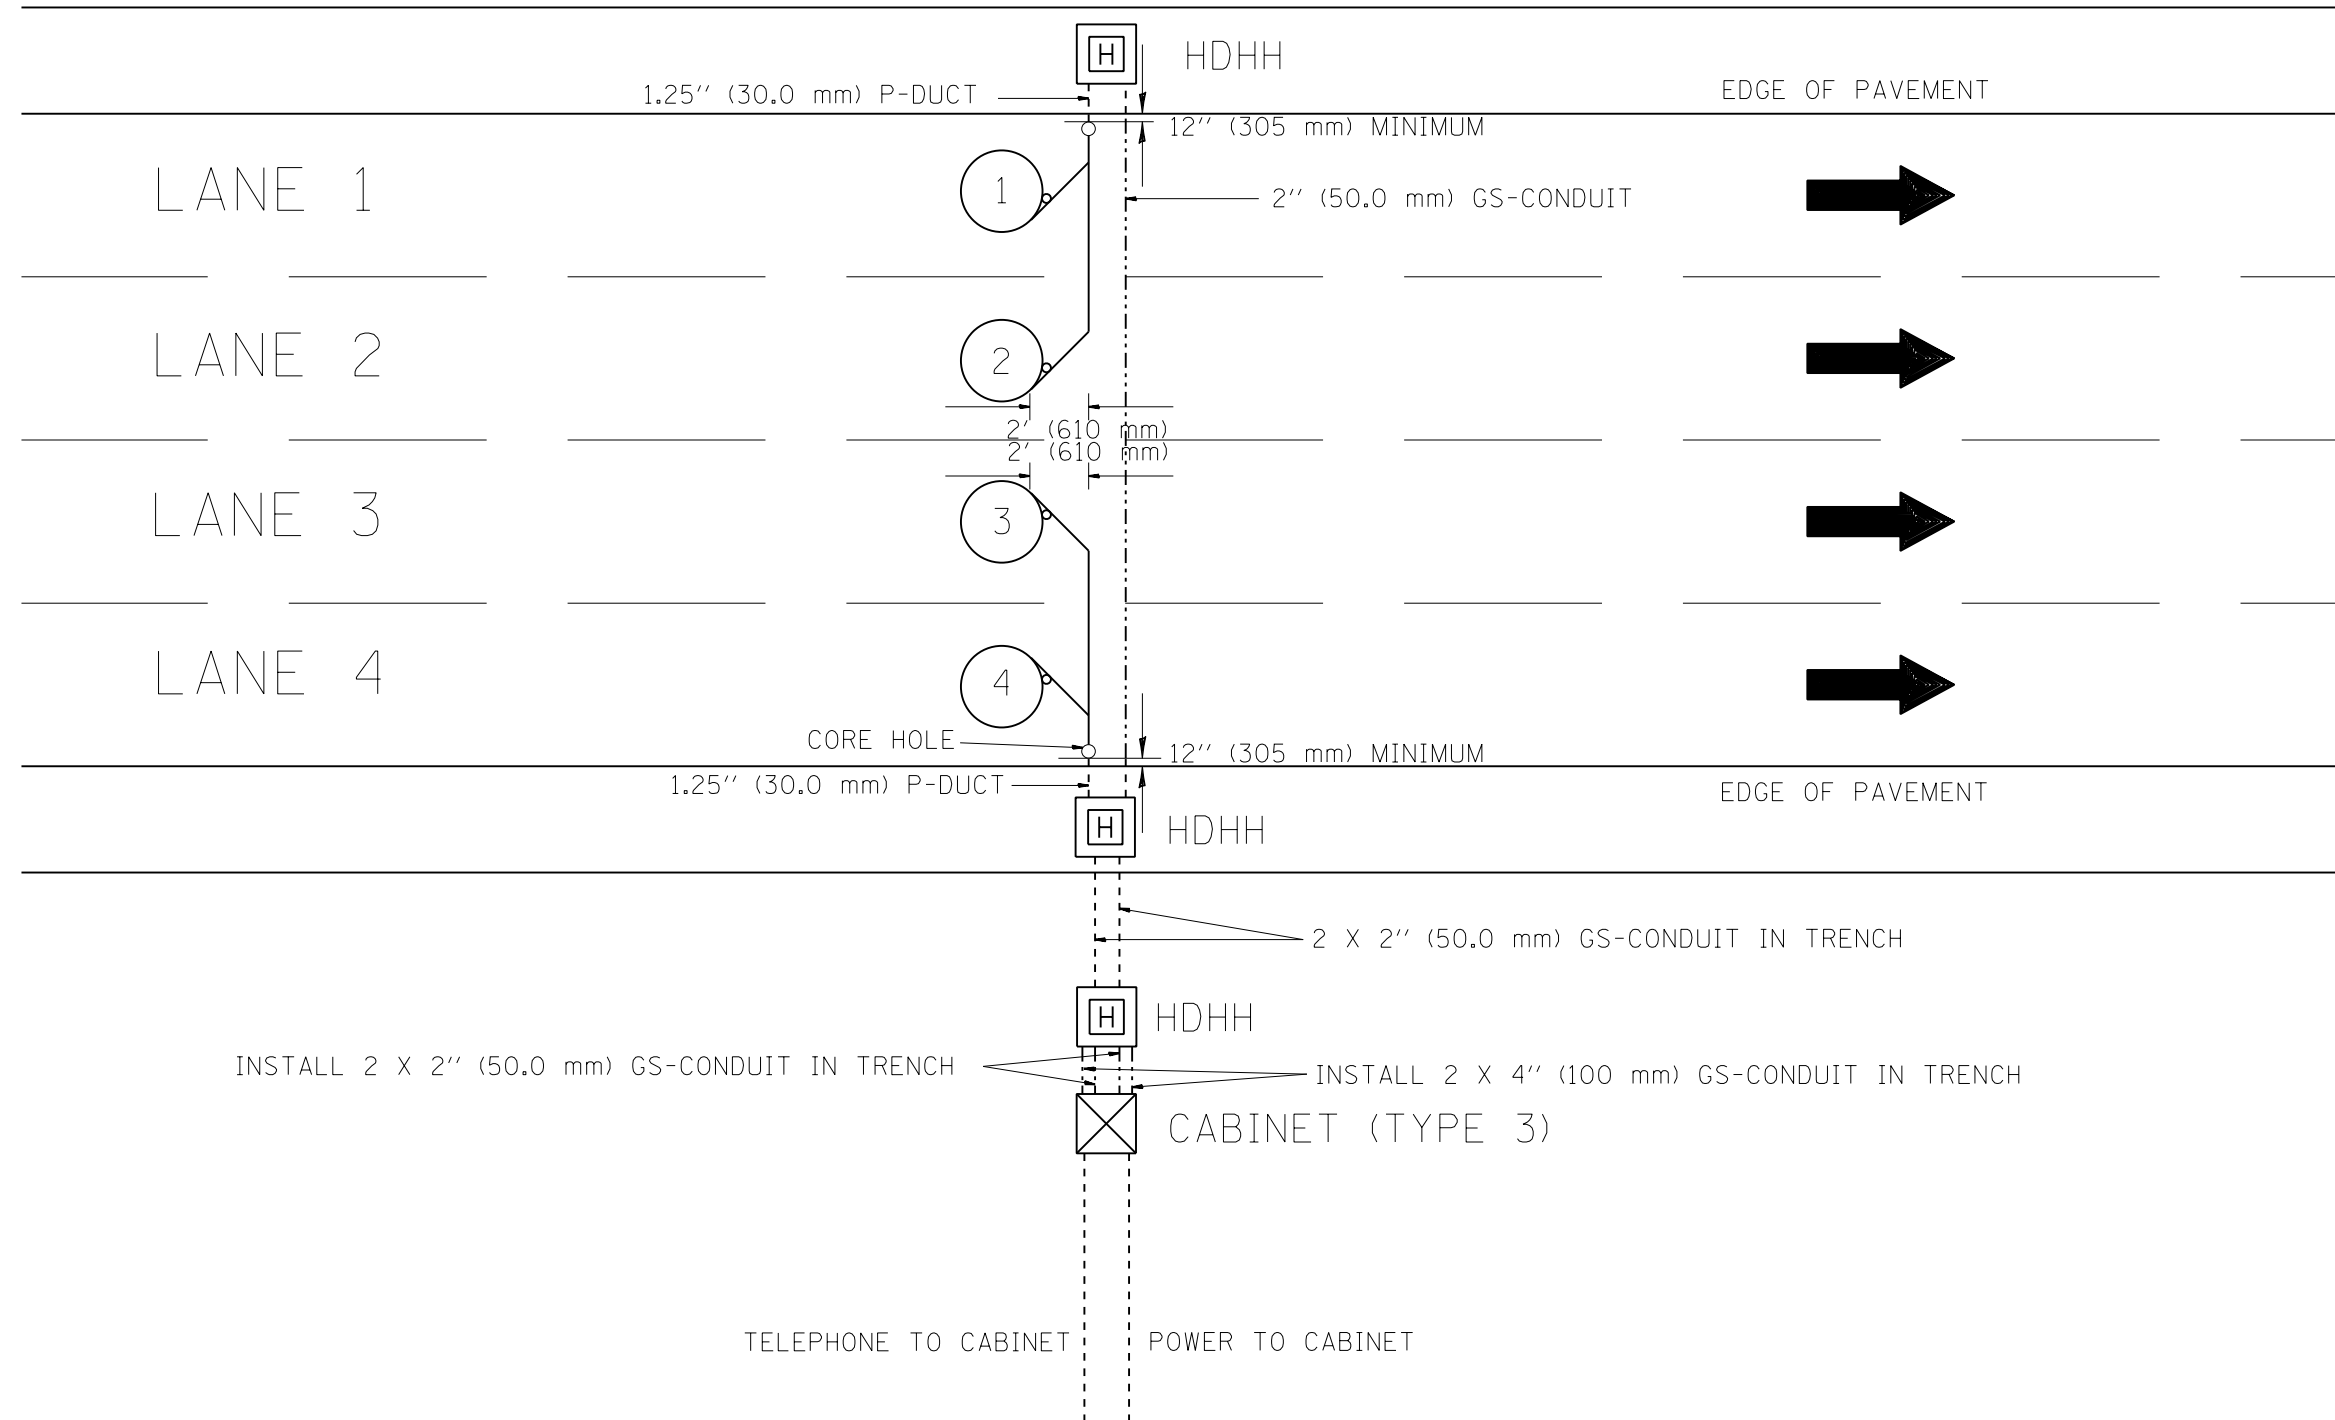 H
HDHH
1.25'' (30.0 mm) P-DUCT
EDGE OF PAVEMENT
12'' (305 mm) MINIMUM
LANE 1
1
2'' (50.0 mm) GS-CONDUIT
LANE 2
2
2' (610 mm)
2' (610 mm)
LANE 3
3
LANE 4
4
CORE HOLE
12'' (305 mm) MINIMUM
1.25'' (30.0 mm) P-DUCT
EDGE OF PAVEMENT
H
HDHH
2 X 2'' (50.0 mm) GS-CONDUIT IN TRENCH
H
HDHH
INSTALL 2 X 2'' (50.0 mm) GS-CONDUIT IN TRENCH
INSTALL 2 X 4'' (100 mm) GS-CONDUIT IN TRENCH
CABINET (TYPE 3)
TELEPHONE TO CABINET
POWER TO CABINET